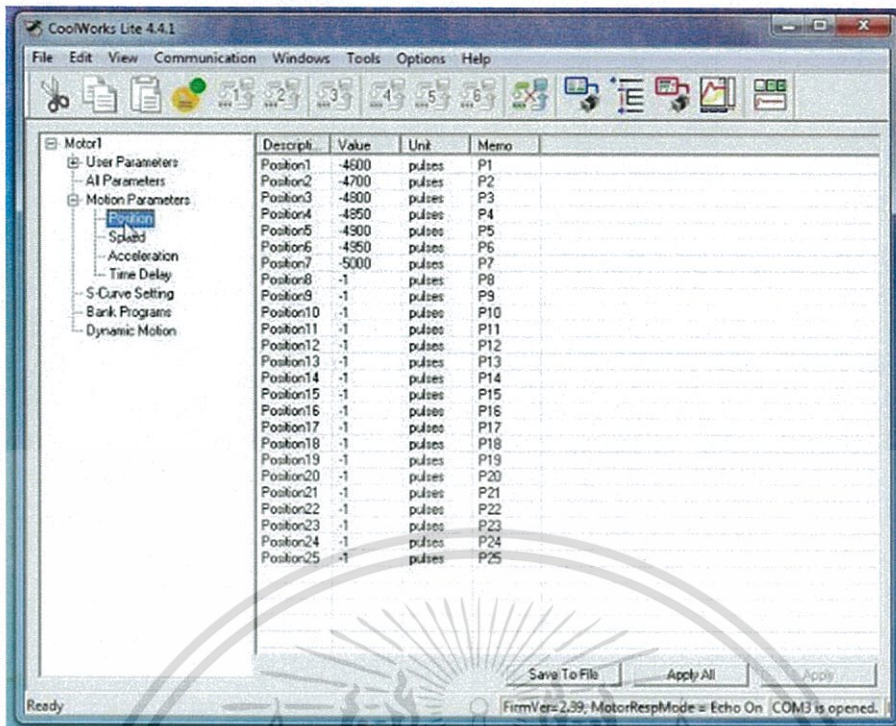 CoolWorks Lite 4.4.1
File Edit View Communication Windows Tools Options Help
1 2 3 4 5 6
Motor1
User Parameters
All Parameters
Motion Parameters
Position
Speed
Acceleration
Time Delay
S-Curve Setting
Bank Programs
Dynamic Motion
Descripti... Value Unit Memo
Position1 -4600 pulses P1
Position2 -4700 pulses P2
Position3 -4800 pulses P3
Position4 -4850 pulses P4
Position5 -4900 pulses P5
Position6 -4950 pulses P6
Position7 -5000 pulses P7
Position8 -1 pulses P8
Position9 -1 pulses P9
Position10 -1 pulses P10
Position11 -1 pulses P11
Position12 -1 pulses P12
Position13 -1 pulses P13
Position14 -1 pulses P14
Position15 -1 pulses P15
Position16 -1 pulses P16
Position17 -1 pulses P17
Position18 -1 pulses P18
Position19 -1 pulses P19
Position20 -1 pulses P20
Position21 -1 pulses P21
Position22 -1 pulses P22
Position23 -1 pulses P23
Position24 -1 pulses P24
Position25 -1 pulses P25
Save To File Apply All Apply
Ready FirmVer=2.39, MotorRespMode = Echo On COM3 is opened.